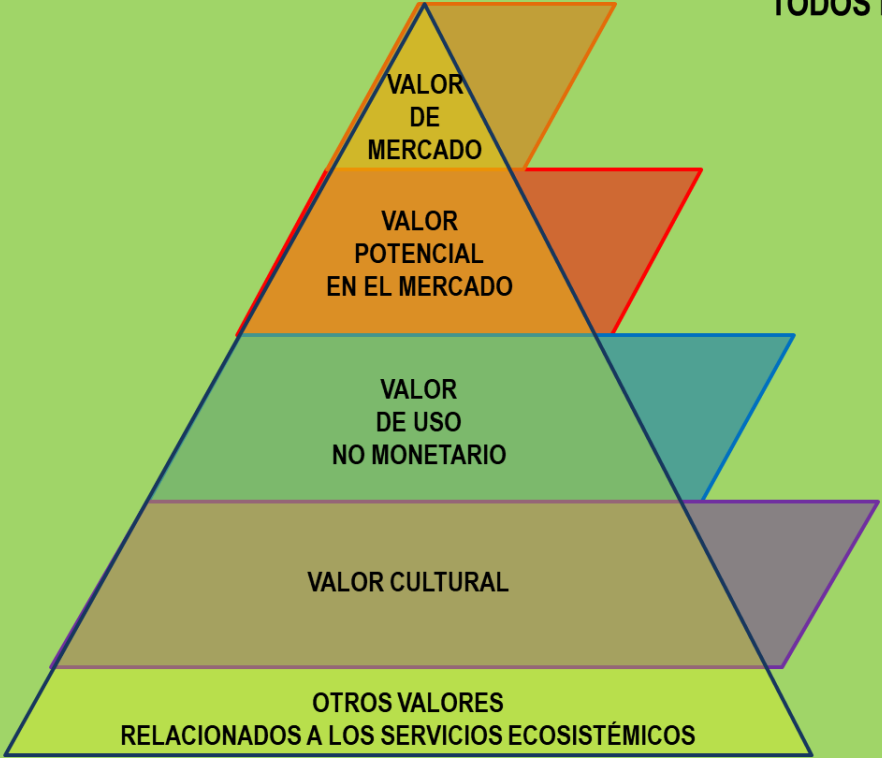 TODOS
VALOR
DE
MERCADO
VALOR
POTENCIAL
EN EL MERCADO
VALOR
DE USO
NO MONETARIO
VALOR CULTURAL
OTROS VALORES
RELACIONADOS A LOS SERVICIOS ECOSISTÉMICOS